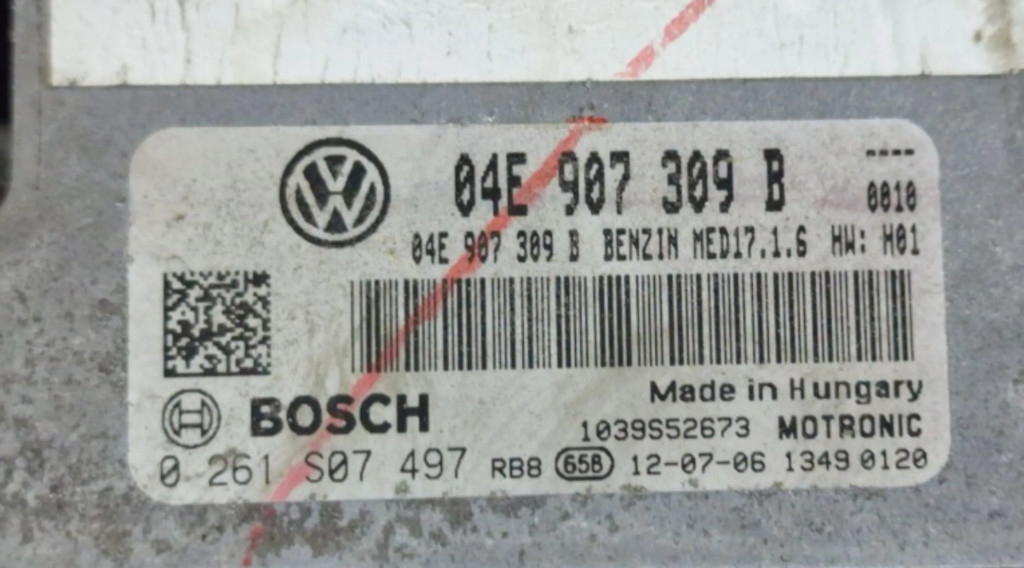 04E 907 309 B ----
0010
04E 907 309 B BENZIN MED17.1.6 HW: H01
Made in Hungary
BOSCH
1039S52673 MOTRONIC
0 261 S07 497 RB8 658 12-07-06 1349 0120